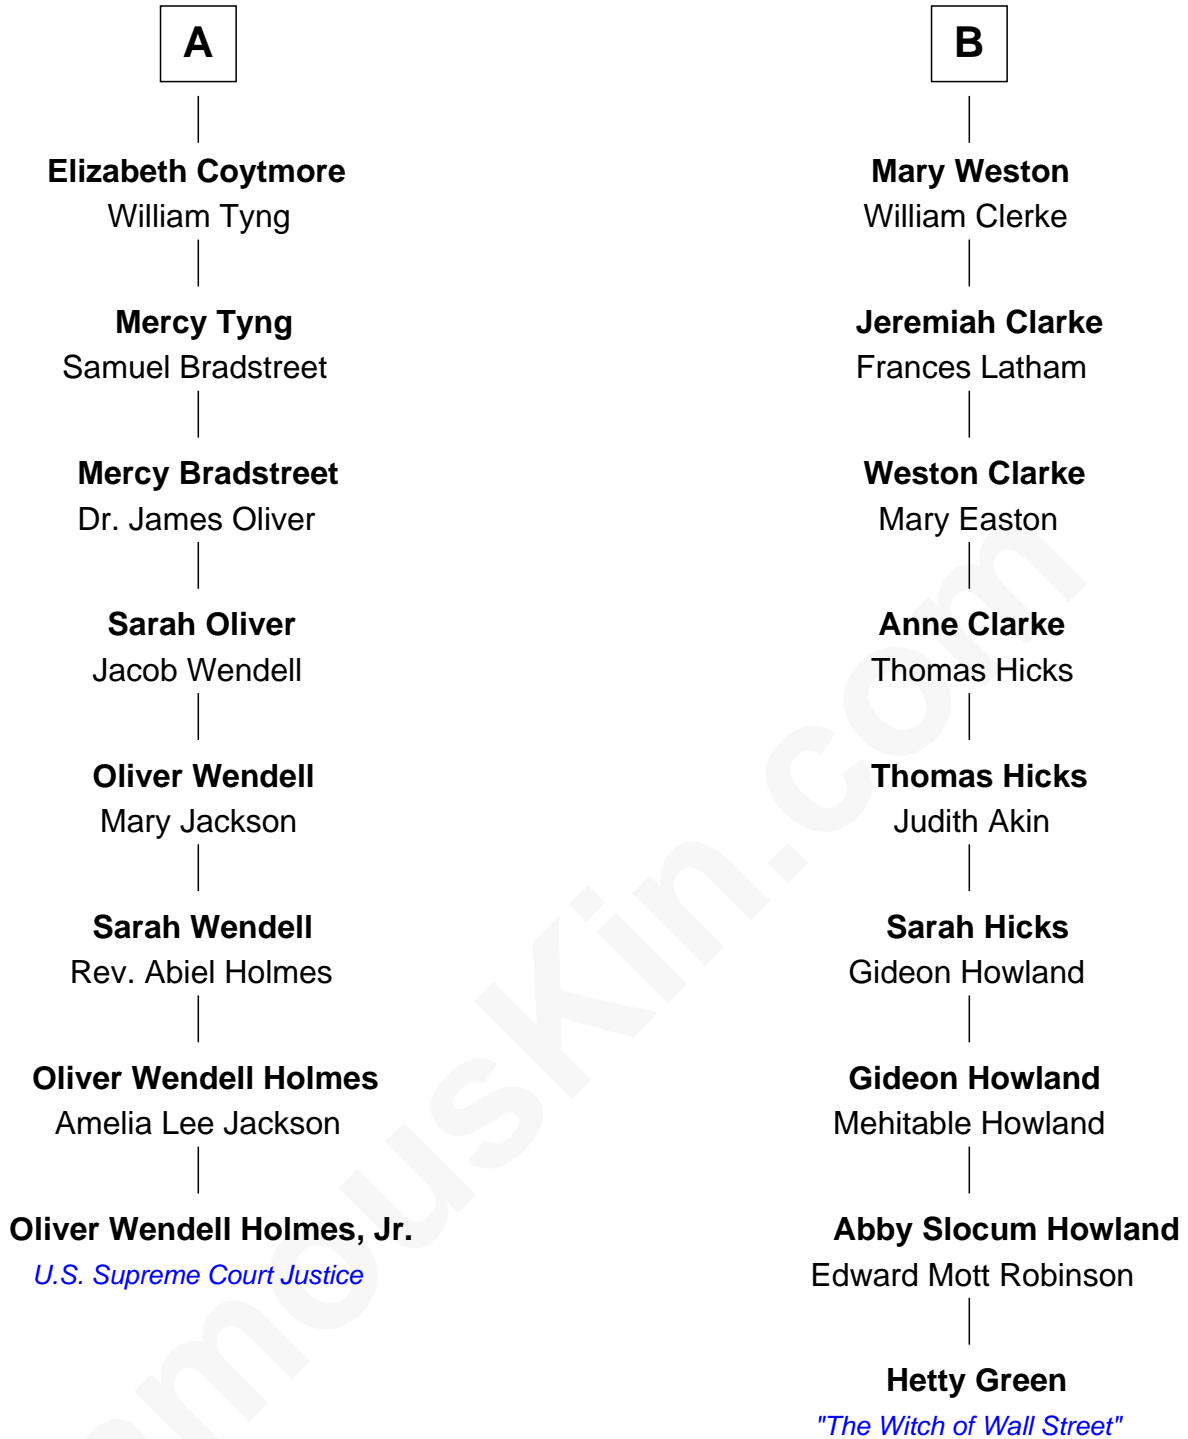 A
Elizabeth Coytmore
William Tyng
Mercy Tyng
Samuel Bradstreet
Mercy Bradstreet
Dr. James Oliver
Sarah Oliver
Jacob Wendell
Oliver Wendell
Mary Jackson
Sarah Wendell
Rev. Abiel Holmes
Oliver Wendell Holmes
Amelia Lee Jackson
Oliver Wendell Holmes, Jr.
U.S. Supreme Court Justice
B
Mary Weston
William Clerke
Jeremiah Clarke
Frances Latham
Weston Clarke
Mary Easton
Anne Clarke
Thomas Hicks
Thomas Hicks
Judith Akin
Sarah Hicks
Gideon Howland
Gideon Howland
Mehitable Howland
Abby Slocum Howland
Edward Mott Robinson
Hetty Green
"The Witch of Wall Street"
amouskin.com